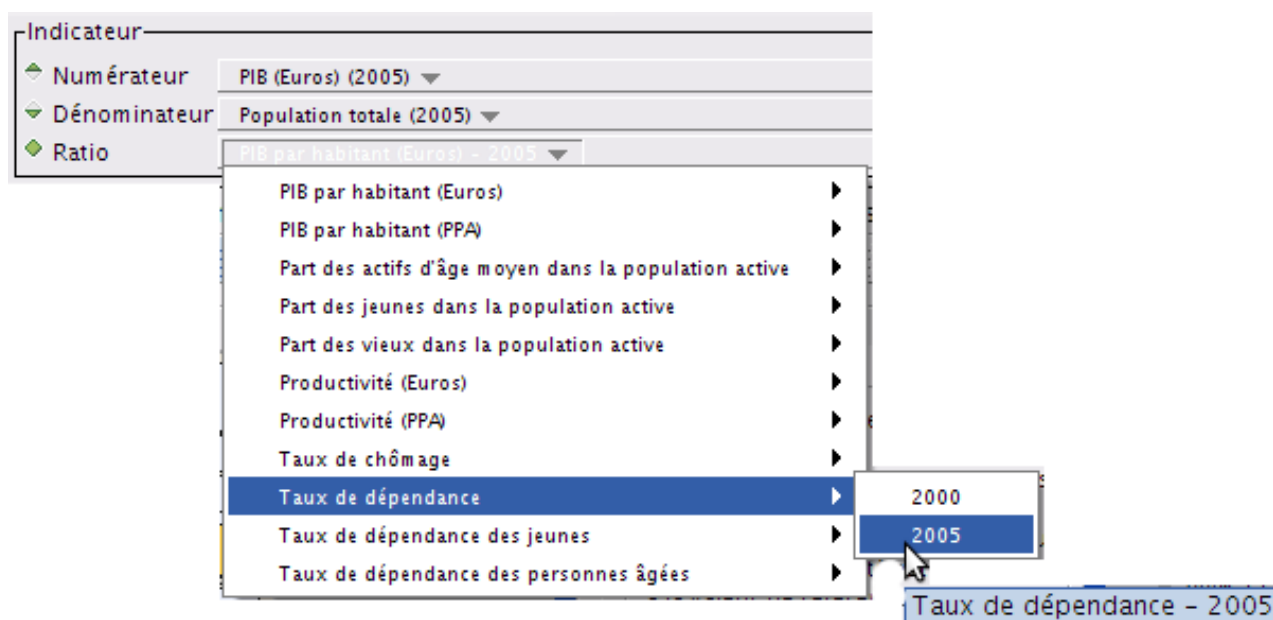 Indicateur
Numérateur PIB (Euros) (2005)
Dénominateur Population totale (2005)
Ratio PIB par habitant (Euros) – 2005
PIB par habitant (Euros)
PIB par habitant (PPA)
Part des actifs d'âge moyen dans la population active
Part des jeunes dans la population active
Part des vieux dans la population active
Productivité (Euros)
Productivité (PPA)
Taux de chômage
Taux de dépendance 2000
Taux de dépendance des jeunes 2005
Taux de dépendance des personnes âgées
Taux de dépendance – 2005